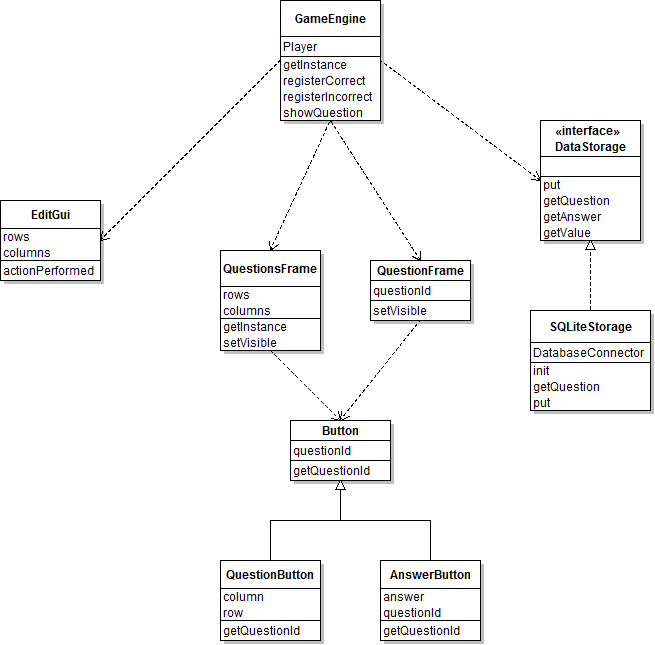 GameEngine
Player
getInstance
registerCorrect
registerIncorrect
showQuestion
«interface»
DataStorage
put
getQuestion
getAnswer
getValue
EditGui
rows
columns
actionPerformed
QuestionsFrame
rows
columns
getInstance
setVisible
QuestionFrame
questionId
setVisible
SQLiteStorage
DatabaseConnector
init
getQuestion
put
Button
questionId
getQuestionId
QuestionButton
column
row
getQuestionId
AnswerButton
answer
questionId
getQuestionId